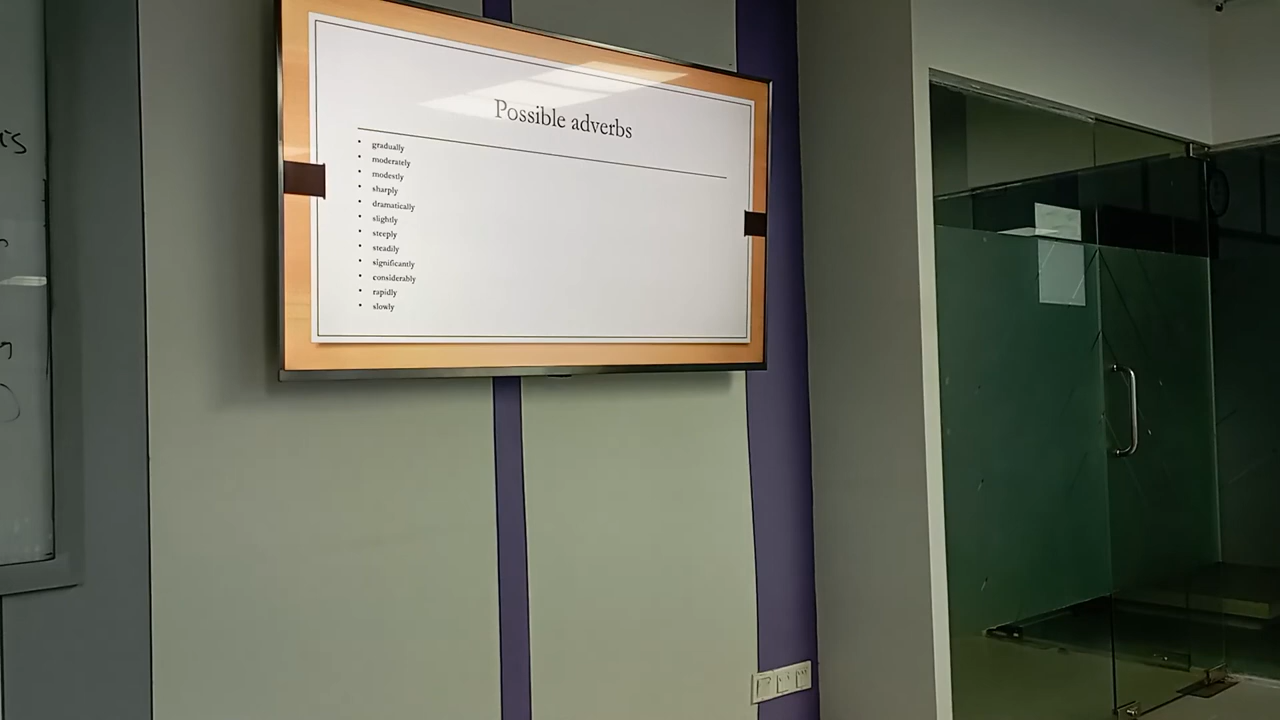 Possible adverbs
• gradually
• moderately
• modestly
• sharply
• dramatically
• slightly
• steeply
• steadily
• significantly
• considerably
• rapidly
• slowly